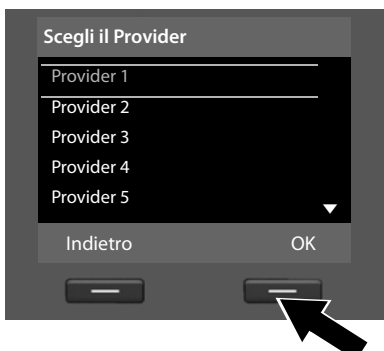 Scegli il Provider
Provider 1
Provider 2
Provider 3
Provider 4
Provider 5
Indietro OK